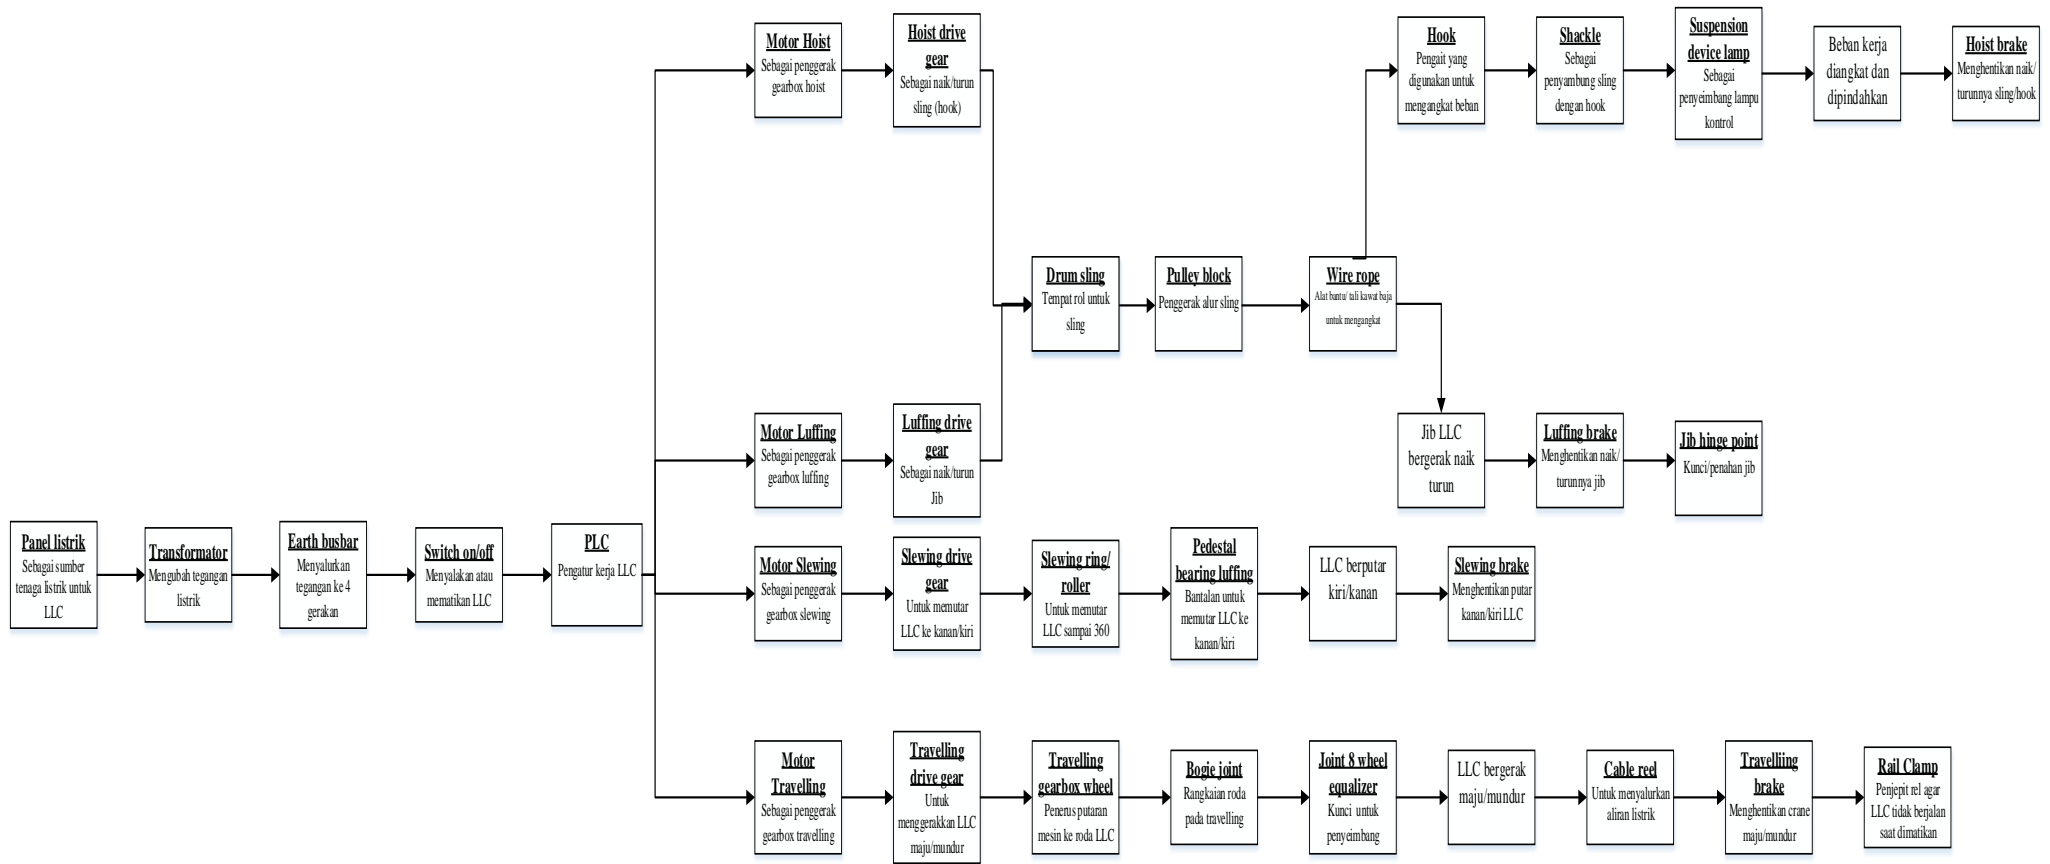 Motor Hoist
Sebagai penggerak
gearbox hoist
Hoist drive
gear
Sebagai naik/turun
sling (hook)
Hook
Pengait yang
digunakan untuk
mengangkat beban
Shackle
Sebagai
penyambung sling
dengan hook
Suspension
device lamp
Sebagai
penyeimbang lampu
kontrol
Beban kerja
diangkat dan
dipindahkan
Hoist brake
Menghentikan naik/
turunnya sling/hook
Drum sling
Tempat rol untuk
sling
Pulley block
Penggerak alur sling
Wire rope
Alat bantu/ tali kawat baja
untuk mengangkat
Motor Luffing
Sebagai penggerak
gearbox luffing
Luffing drive
gear
Sebagai naik/turun
Jib
Jib LLC
bergerak naik
turun
Luffing brake
Menghentikan naik/
turunnya jib
Jib hinge point
Kunci/penahan jib
Panel listrik
Sebagai sumber
tenaga listrik untuk
LLC
Transformator
Mengubah tegangan
listrik
Earth busbar
Menyalurkan
tegangan ke 4
gerakan
Switch on/off
Menyalakan atau
mematikan LLC
PLC
Pengatur kerja LLC
Motor Slewing
Sebagai penggerak
gearbox slewing
Slewing drive
gear
Untuk memutar
LLC ke kanan/kiri
Slewing ring/
roller
Untuk memutar
LLC sampai 360
Pedestal
bearing luffing
Bantalan untuk
memutar LLC ke
kanan/kiri
LLC berputar
kiri/kanan
Slewing brake
Menghentikan putar
kanan/kiri LLC
Motor
Travelling
Sebagai penggerak
gearbox travelling
Travelling
drive gear
Untuk
menggerakkan LLC
maju/mundur
Travelling
gearbox wheel
Penerus putaran
mesin ke roda LLC
Bogie joint
Rangkaian roda
pada travelling
Joint 8 wheel
equalizer
Kunci untuk
penyeimbang
LLC bergerak
maju/mundur
Cable reel
Untuk menyalurkan
aliran listrik
Travelliing
brake
Menghentikan crane
maju/mundur
Rail Clamp
Penjepit rel agar
LLC tidak berjalan
saat dimatikan